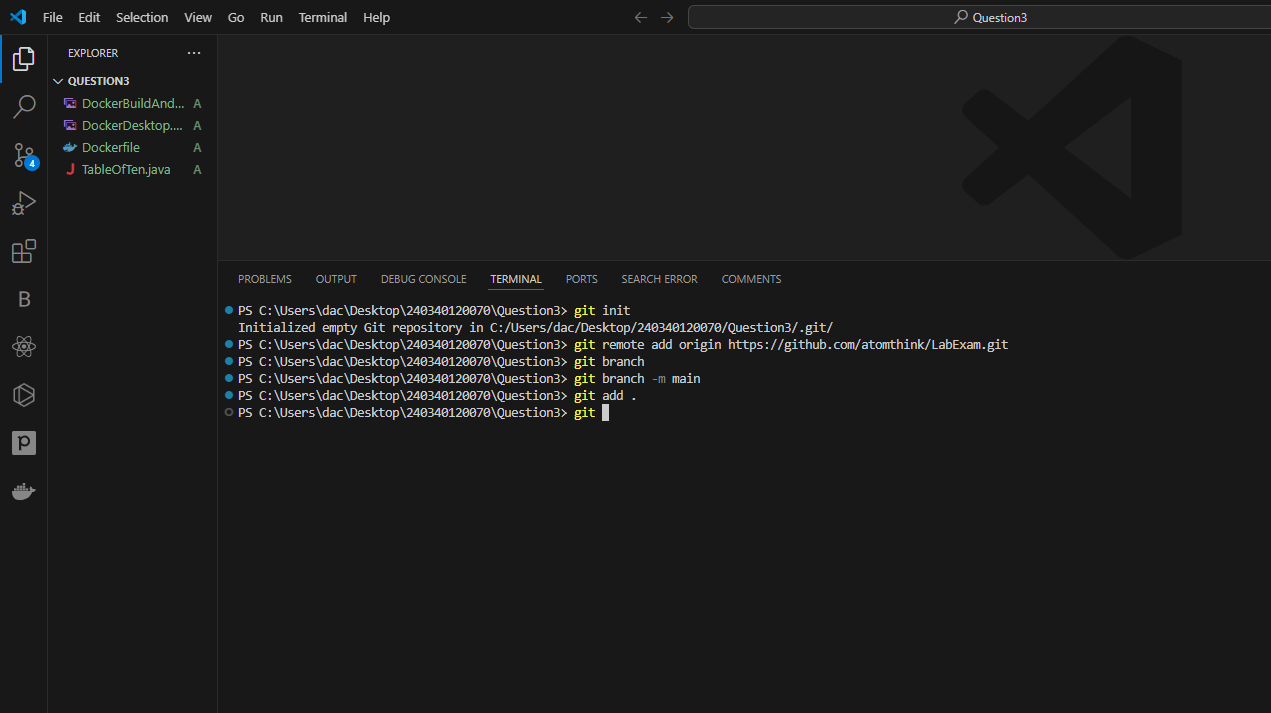 File Edit Selection View Go Run Terminal Help
Question3
EXPLORER
QUESTION3
DockerBuildAnd... A
DockerDesktop.... A
Dockerfile A
TableOfTen.java A
4
B
PROBLEMS OUTPUT DEBUG CONSOLE TERMINAL PORTS SEARCH ERROR COMMENTS
PS C:\Users\dac\Desktop\240340120070\Question3> git init
Initialized empty Git repository in C:/Users/dac/Desktop/240340120070/Question3/.git/
PS C:\Users\dac\Desktop\240340120070\Question3> git remote add origin https://github.com/atomthink/LabExam.git
PS C:\Users\dac\Desktop\240340120070\Question3> git branch
PS C:\Users\dac\Desktop\240340120070\Question3> git branch -m main
PS C:\Users\dac\Desktop\240340120070\Question3> git add .
PS C:\Users\dac\Desktop\240340120070\Question3> git